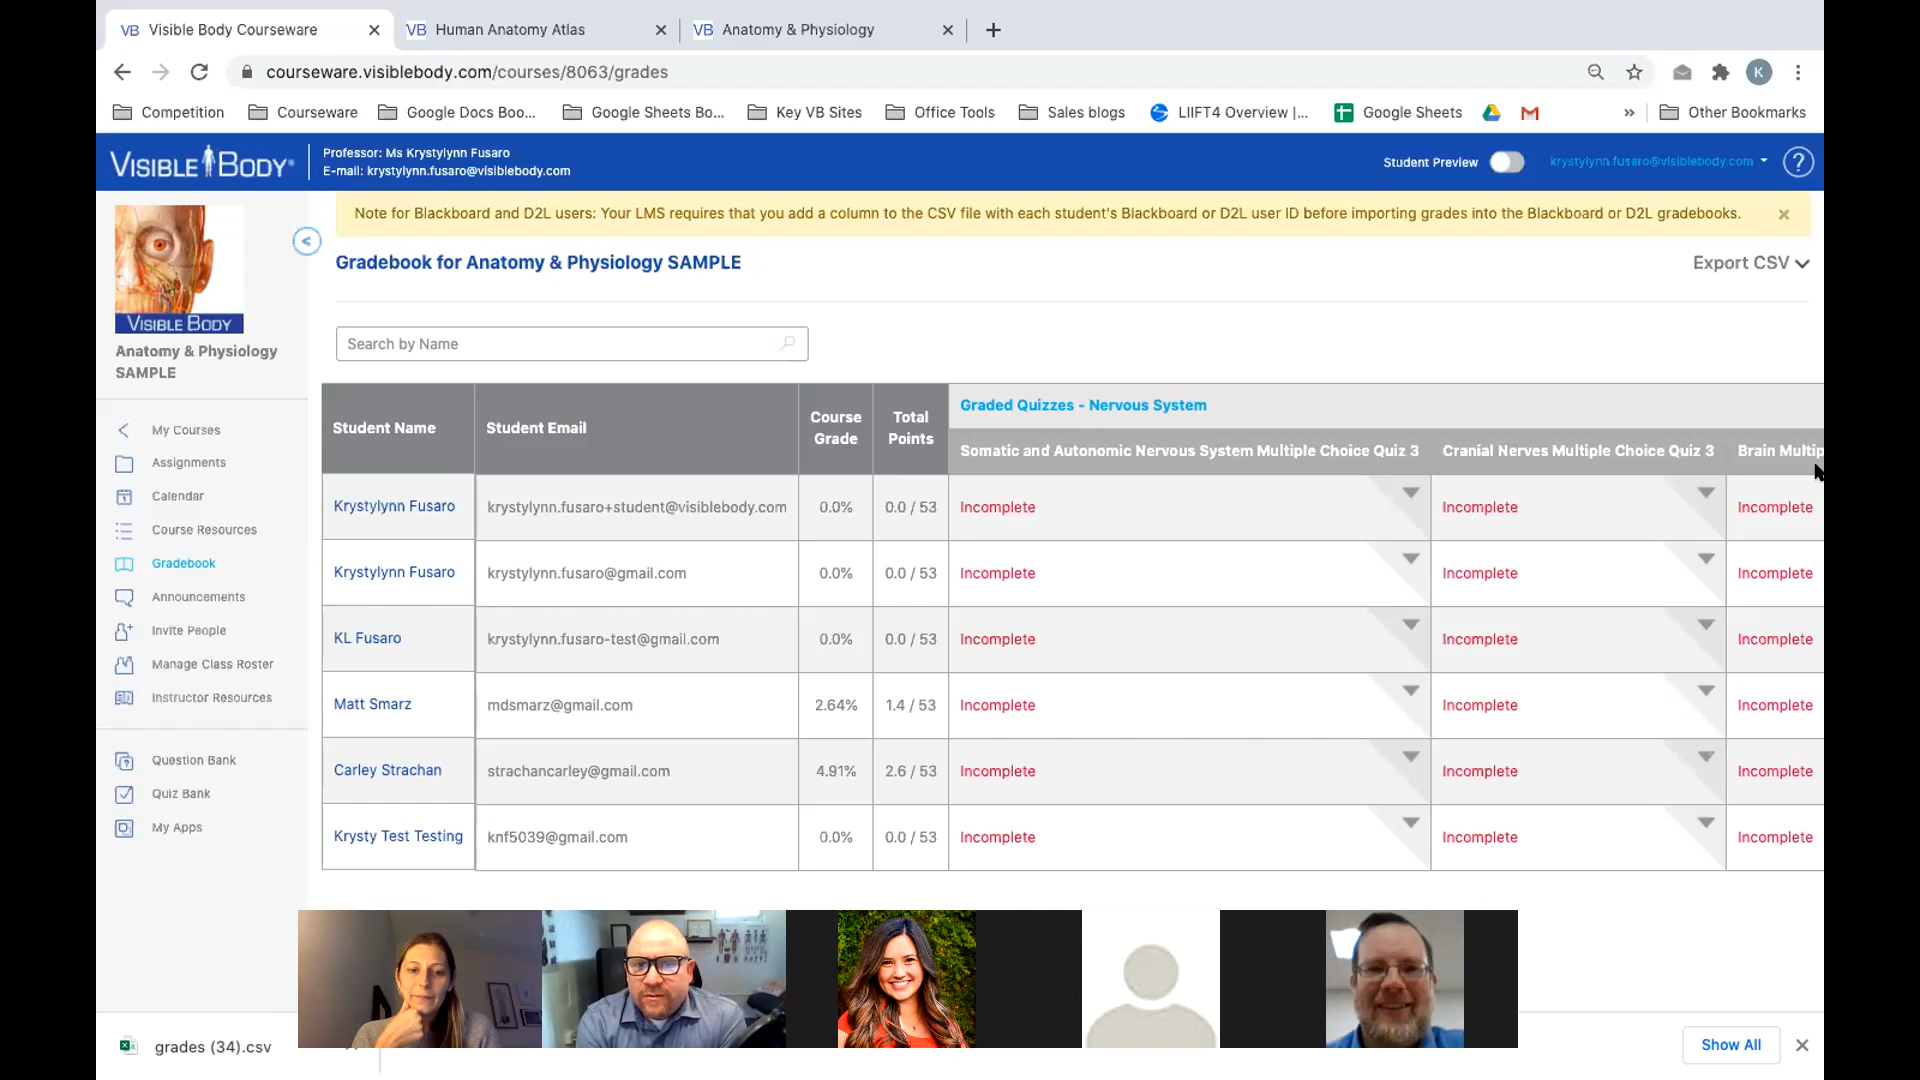 VB Visible Body Courseware
VB Human Anatomy Atlas
VB Anatomy & Physiology
courseware.visiblebody.com/courses/8063/grades
K
Competition
Courseware
Google Docs Boo...
Google Sheets Bo...
Key VB Sites
Office Tools
Sales blogs
LIIFT4 Overview |...
Google Sheets
»
Other Bookmarks
VISIBLE BODY®
Professor: Ms Krystylynn Fusaro
E-mail: krystylynn.fusaro@visiblebody.com
Student Preview
krystylynn.fusaro@visiblebody.com
?
Note for Blackboard and D2L users: Your LMS requires that you add a column to the CSV file with each student's Blackboard or D2L user ID before importing grades into the Blackboard or D2L gradebooks.
Gradebook for Anatomy & Physiology SAMPLE
Export CSV
VISIBLE BODY
Anatomy & Physiology
SAMPLE
My Courses
Assignments
Calendar
Course Resources
Gradebook
Announcements
Invite People
Manage Class Roster
Instructor Resources
Question Bank
Quiz Bank
My Apps
Search by Name
Student Name
Student Email
Course
Grade
Total
Points
Graded Quizzes - Nervous System
Somatic and Autonomic Nervous System Multiple Choice Quiz 3
Cranial Nerves Multiple Choice Quiz 3
Brain Multip
Krystylynn Fusaro krystylynn.fusaro+student@visiblebody.com 0.0% 0.0 / 53 Incomplete Incomplete Incomplete
Krystylynn Fusaro krystylynn.fusaro@gmail.com 0.0% 0.0 / 53 Incomplete Incomplete Incomplete
KL Fusaro krystylynn.fusaro-test@gmail.com 0.0% 0.0 / 53 Incomplete Incomplete Incomplete
Matt Smarz mdsmarz@gmail.com 2.64% 1.4 / 53 Incomplete Incomplete Incomplete
Carley Strachan strachancarley@gmail.com 4.91% 2.6 / 53 Incomplete Incomplete Incomplete
Krysty Test Testing knf5039@gmail.com 0.0% 0.0 / 53 Incomplete Incomplete Incomplete
grades (34).csv
Show All